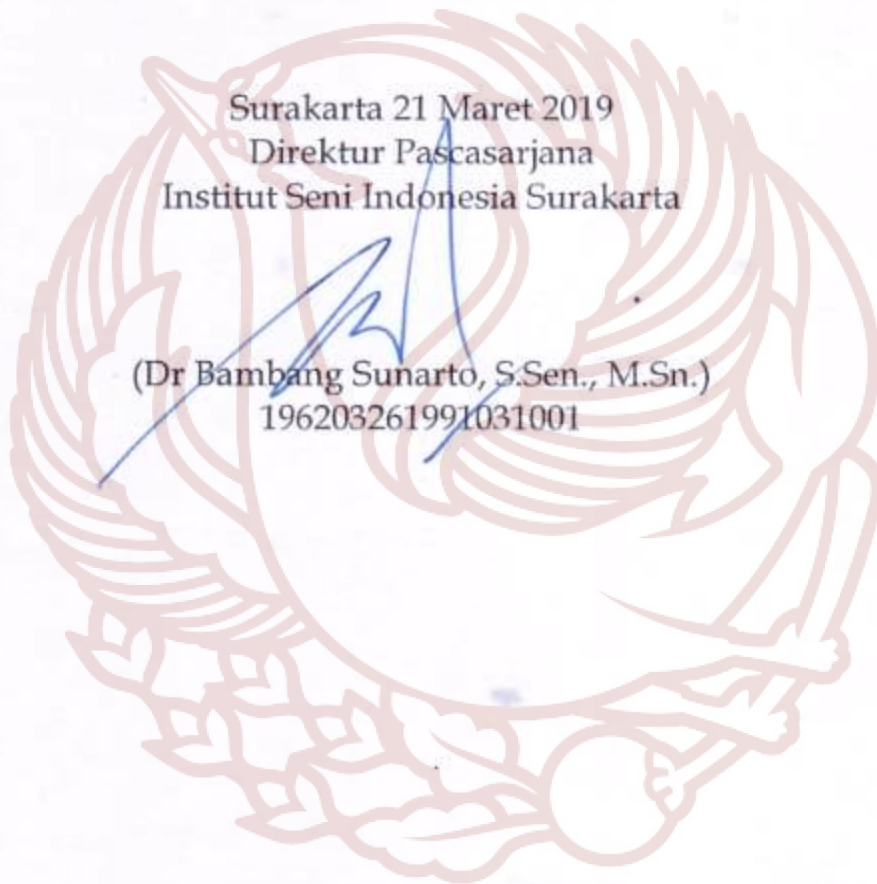 Surakarta 21 Maret 2019
Direktur Pascasarjana
Institut Seni Indonesia Surakarta
(Dr Bambang Sunarto, S.Sen., M.Sn.)
196203261991031001